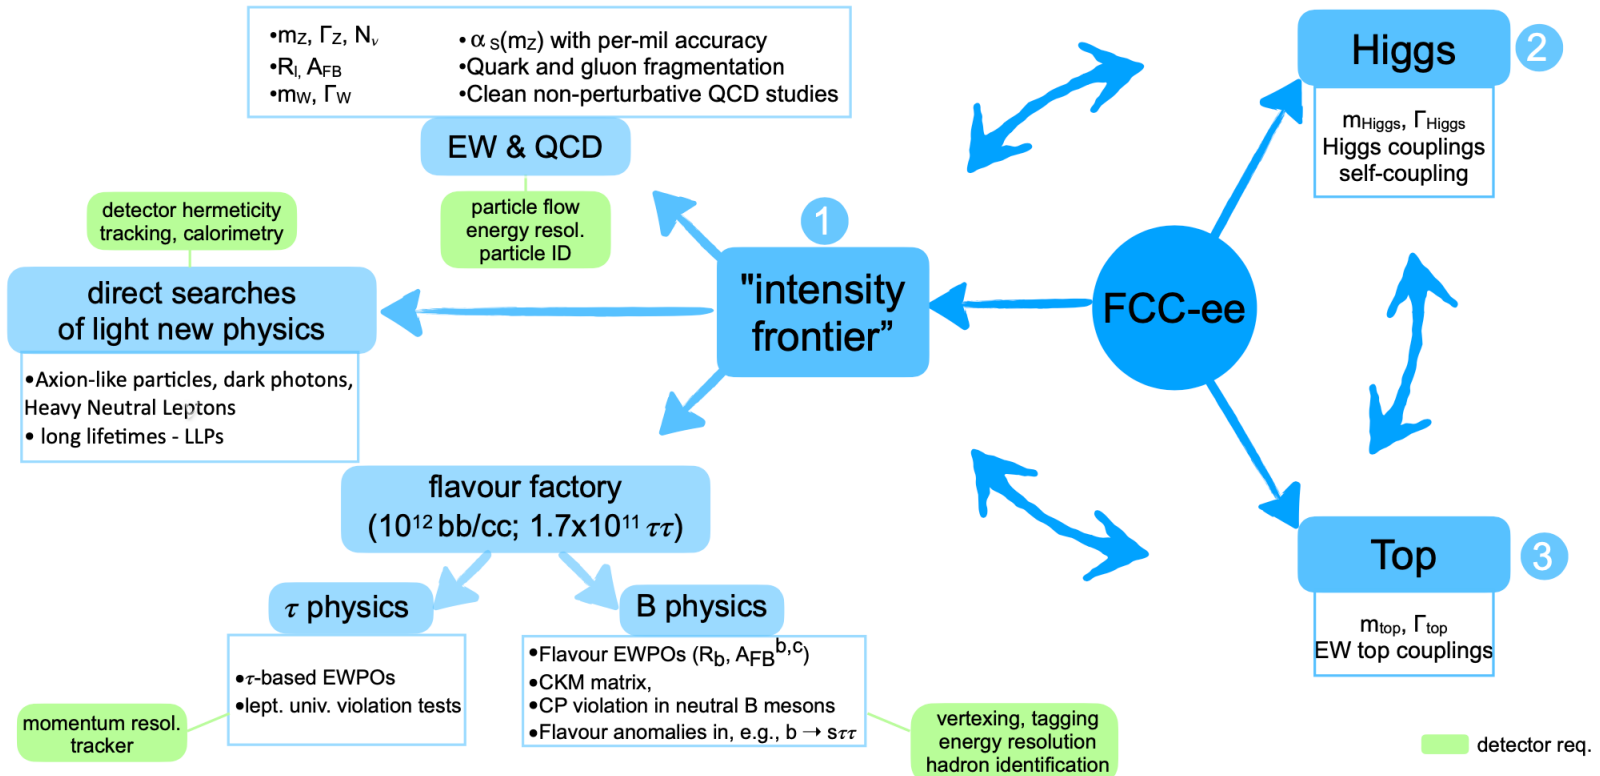 •mZ, ΓZ, Nν
•Rl, AFB
•mW, ΓW
•αS(mZ) with per-mil accuracy
•Quark and gluon fragmentation
•Clean non-perturbative QCD studies
EW & QCD
particle flow
energy resol.
particle ID
detector hermeticity
tracking, calorimetry
direct searches
of light new physics
•Axion-like particles, dark photons,
Heavy Neutral Leptons
• long lifetimes - LLPs
1
"intensity
frontier”
FCC-ee
Higgs
2
mHiggs, ΓHiggs
Higgs couplings
self-coupling
Top
3
mtop, Γtop
EW top couplings
flavour factory
(10¹² bb/cc; 1.7x10¹¹ ττ)
τ physics
•τ-based EWPOs
•lept. univ. violation tests
momentum resol.
tracker
B physics
•Flavour EWPOs (Rb, AFBb,c)
•CKM matrix,
•CP violation in neutral B mesons
•Flavour anomalies in, e.g., b → sττ
vertexing, tagging
energy resolution
hadron identification
detector req.